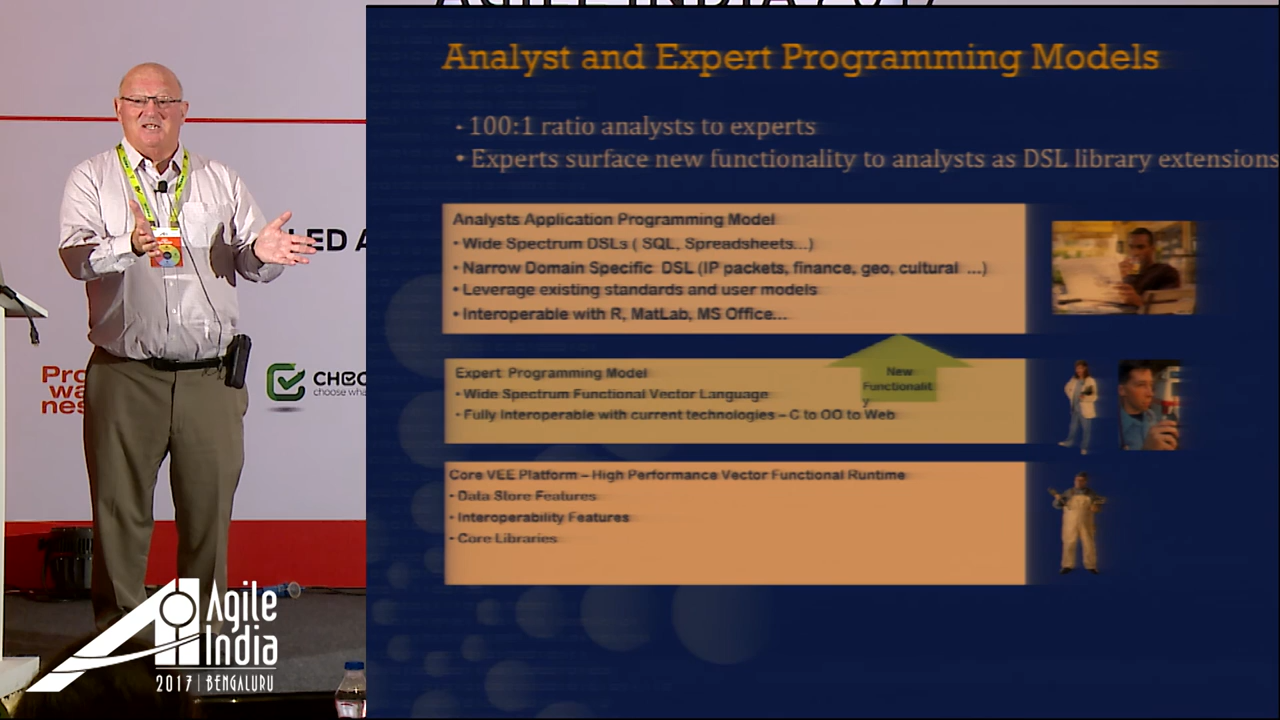 Analyst and Expert Programming Models
• 100:1 ratio analysts to experts
• Experts surface new functionality to analysts as DSL library extensions
Analysts Application Programming Model
• Wide Spectrum DSLs ( SQL, Spreadsheets...)
• Narrow Domain Specific DSL (IP packets, finance, geo, cultural ...)
• Leverage existing standards and user models
• Interoperable with R, MatLab, MS Office...
Expert Programming Model
• Wide Spectrum Functional Vector Language
• Fully Interoperable with current technologies – C to OO to Web
New
Functionalit
y
Core VEE Platform – High Performance Vector Functional Runtime
• Data Store Features
• Interoperability Features
• Core Libraries
LED A
Pro
wa
nes
CHEC
choose wha
Agile
India
2017 | BENGALURU